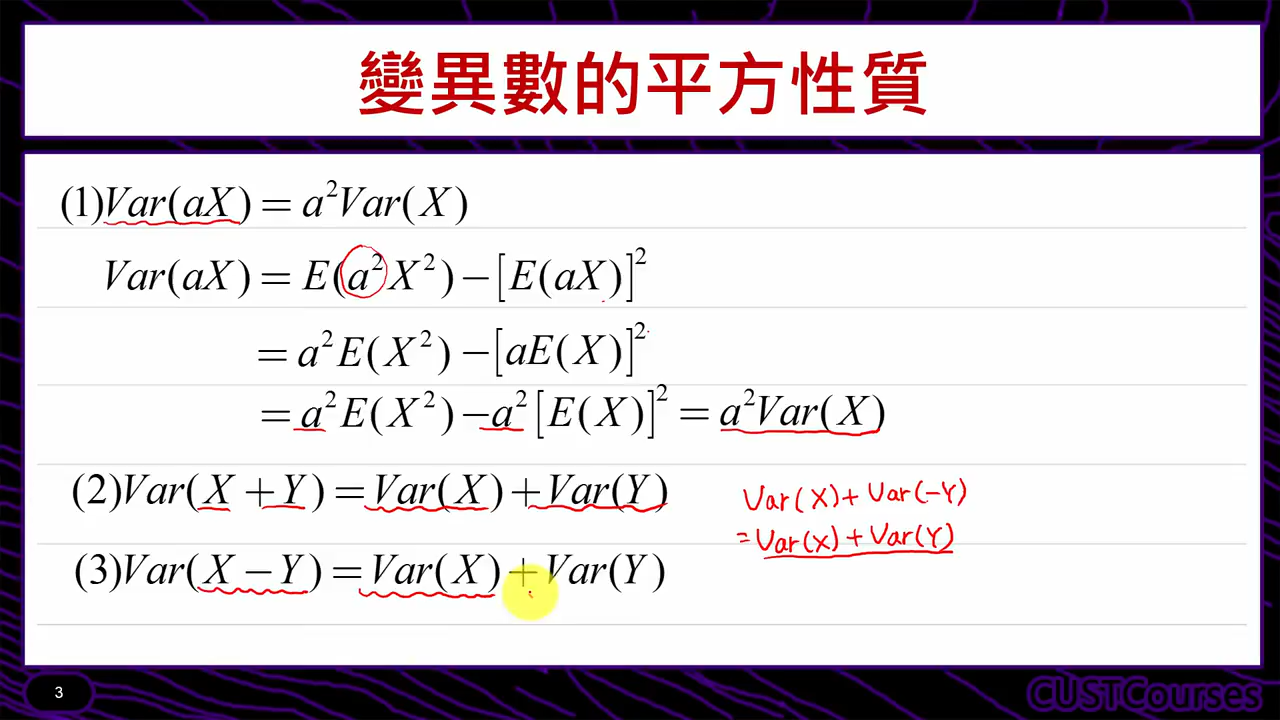 變異數的平方性質
(1)Var(aX) = a²Var(X)
Var(aX) = E(a²X²) − [E(aX)]²
= a²E(X²) − [aE(X)]²
= a²E(X²) − a²[E(X)]² = a²Var(X)
(2)Var(X + Y) = Var(X) + Var(Y)
Var(X) + Var(−Y)
= Var(X) + Var(Y)
(3)Var(X − Y) = Var(X) + Var(Y)
3
CUSTCourses